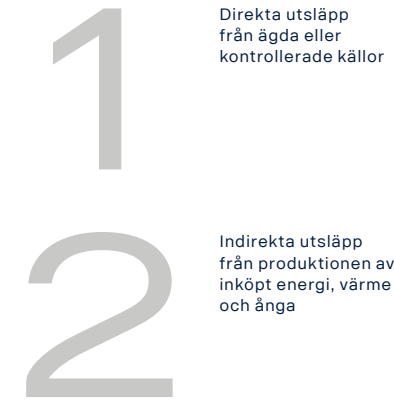 1
Direkta utsläpp
från ägda eller
kontrollerade källor
2
Indirekta utsläpp
från produktionen av
inköpt energi, värme
och ånga